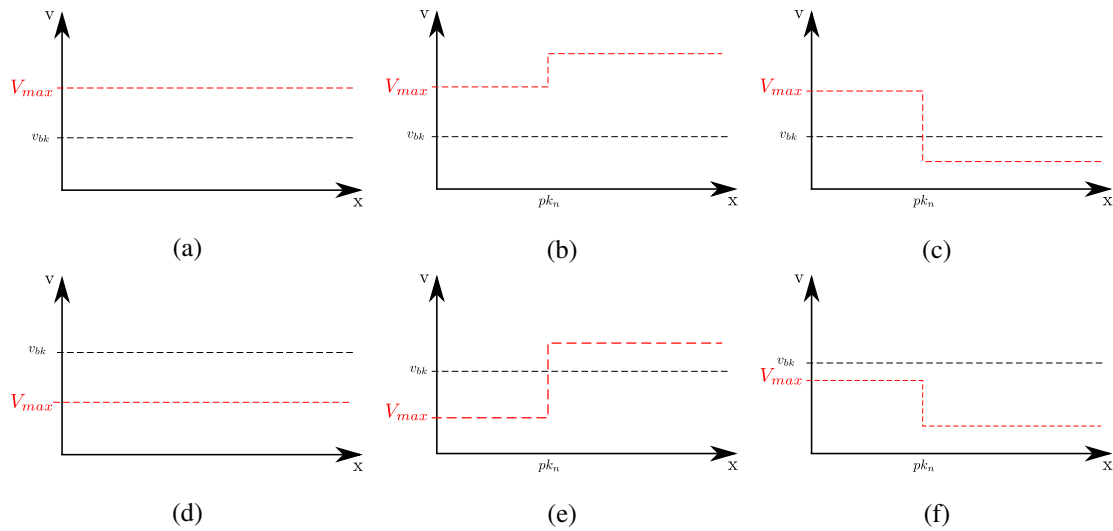 v
V_max
v_bk
x
(a)
v
V_max
v_bk
pk_n
x
(b)
v
V_max
v_bk
pk_n
x
(c)
v
v_bk
V_max
x
(d)
v
v_bk
V_max
pk_n
x
(e)
v
v_bk
V_max
pk_n
x
(f)